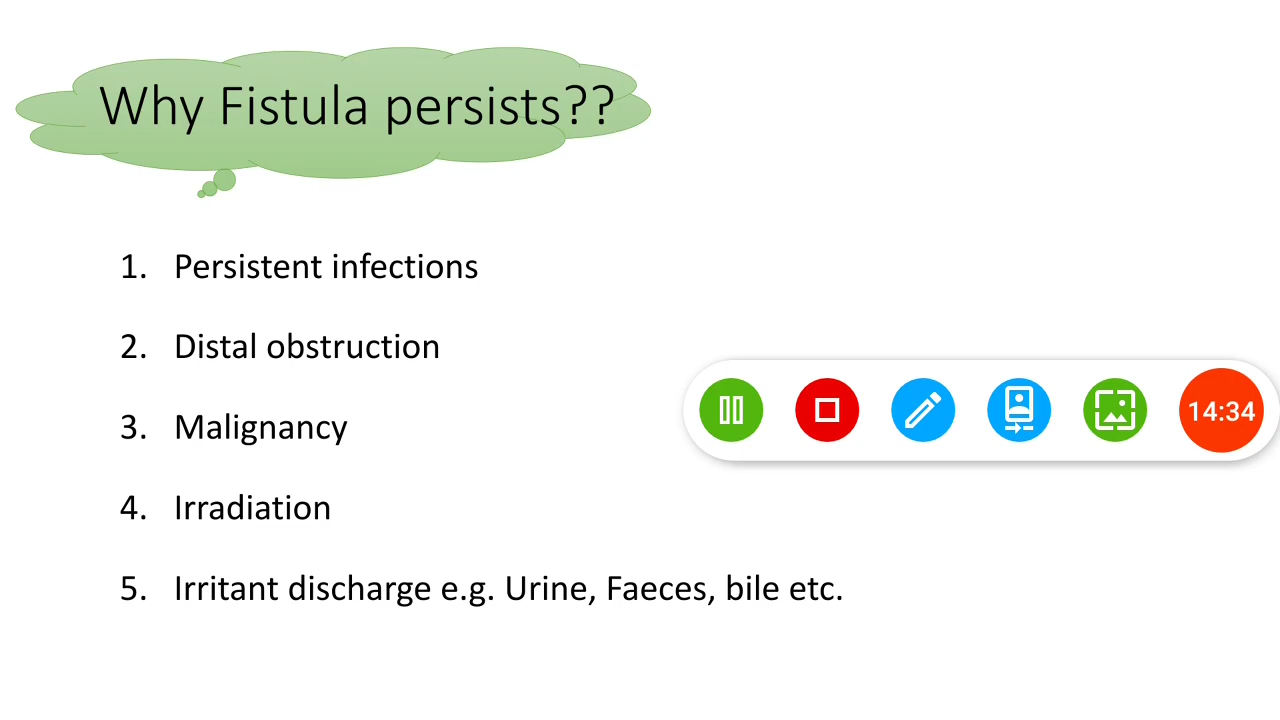 Why Fistula persists??
1. Persistent infections
2. Distal obstruction
3. Malignancy
14:34
4. Irradiation
5. Irritant discharge e.g. Urine, Faeces, bile etc.